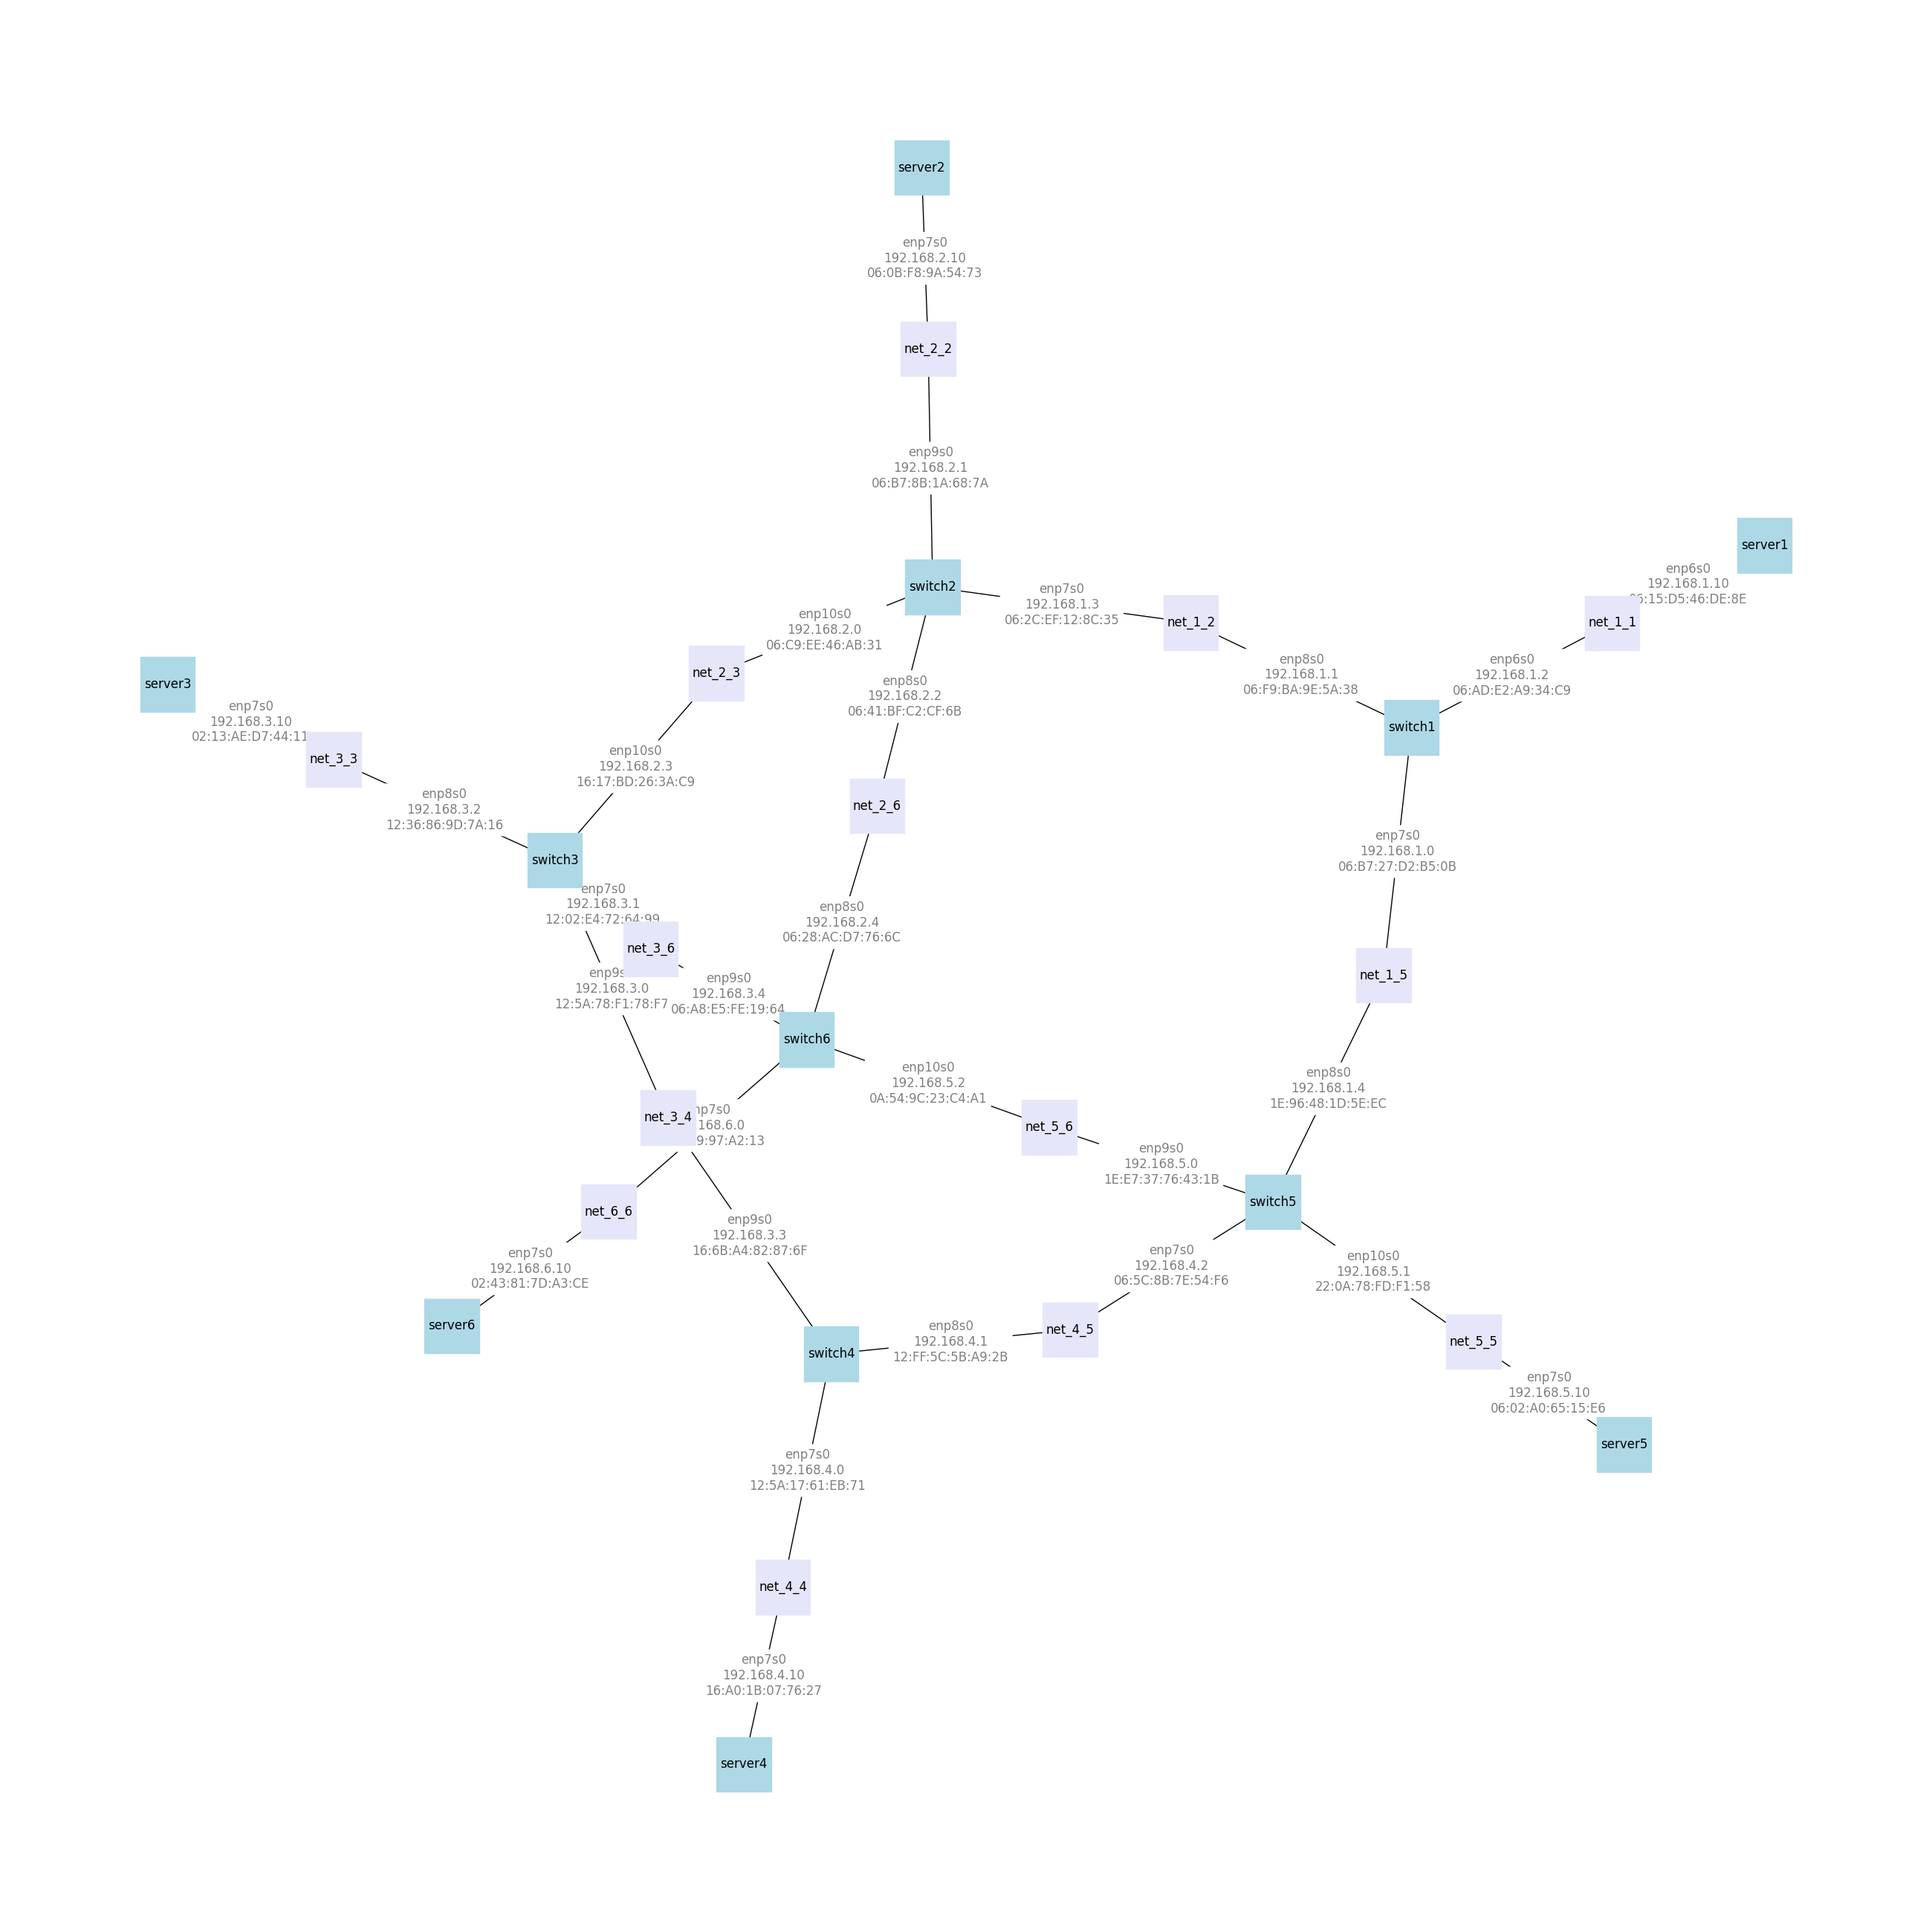 server2
enp7s0
192.168.2.10
06:0B:F8:9A:54:73
net_2_2
enp9s0
192.168.2.1
06:B7:8B:1A:68:7A
server1
enp6s0
192.168.1.10
06:15:D5:46:DE:8E
net_1_1
switch2
enp7s0
192.168.1.3
06:2C:EF:12:8C:35
net_1_2
enp10s0
192.168.2.0
06:C9:EE:46:AB:31
net_2_3
enp8s0
192.168.1.1
06:F9:BA:9E:5A:38
enp6s0
192.168.1.2
06:AD:E2:A9:34:C9
server3
enp7s0
192.168.3.10
02:13:AE:D7:44:11
net_3_3
enp8s0
192.168.2.2
06:41:BF:C2:CF:6B
switch1
enp10s0
192.168.2.3
16:17:BD:26:3A:C9
net_2_6
enp8s0
192.168.3.2
12:36:86:9D:7A:16
switch3
enp7s0
192.168.1.0
06:B7:27:D2:B5:0B
enp7s0
192.168.3.1
12:02:E4:72:64:99
enp8s0
192.168.2.4
06:28:AC:D7:76:6C
net_3_6
net_1_5
192.168.3.0
12:5A:78:F1:78:F7
enp9s0
192.168.3.4
06:A8:E5:FE:19:64
switch6
enp10s0
192.168.5.2
0A:54:9C:23:C4:A1
enp8s0
192.168.1.4
1E:96:48:1D:5E:EC
net_3_4
net_5_6
enp9s0
192.168.5.0
1E:E7:37:76:43:1B
switch5
net_6_6
enp9s0
192.168.3.3
16:6B:A4:82:87:6F
enp7s0
192.168.6.10
02:43:81:7D:A3:CE
enp7s0
192.168.4.2
06:5C:8B:7E:54:F6
enp10s0
192.168.5.1
22:0A:78:FD:F1:58
server6
switch4
enp8s0
192.168.4.1
12:FF:5C:5B:A9:2B
net_4_5
net_5_5
enp7s0
192.168.5.10
06:02:A0:65:15:E6
server5
enp7s0
192.168.4.0
12:5A:17:61:EB:71
net_4_4
enp7s0
192.168.4.10
16:A0:1B:07:76:27
server4